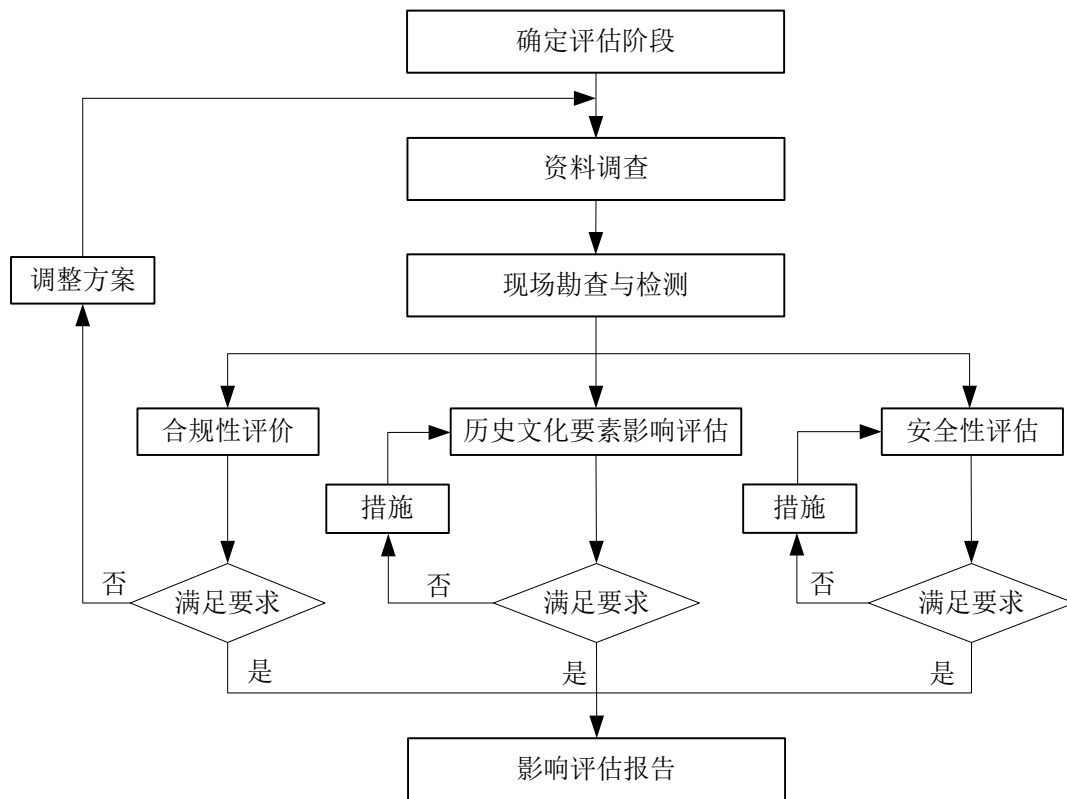 确定评估阶段
资料调查
现场勘查与检测
调整方案
合规性评价
历史文化要素影响评估
安全性评估
措施
措施
否
满足要求
否
满足要求
否
满足要求
是
是
是
影响评估报告